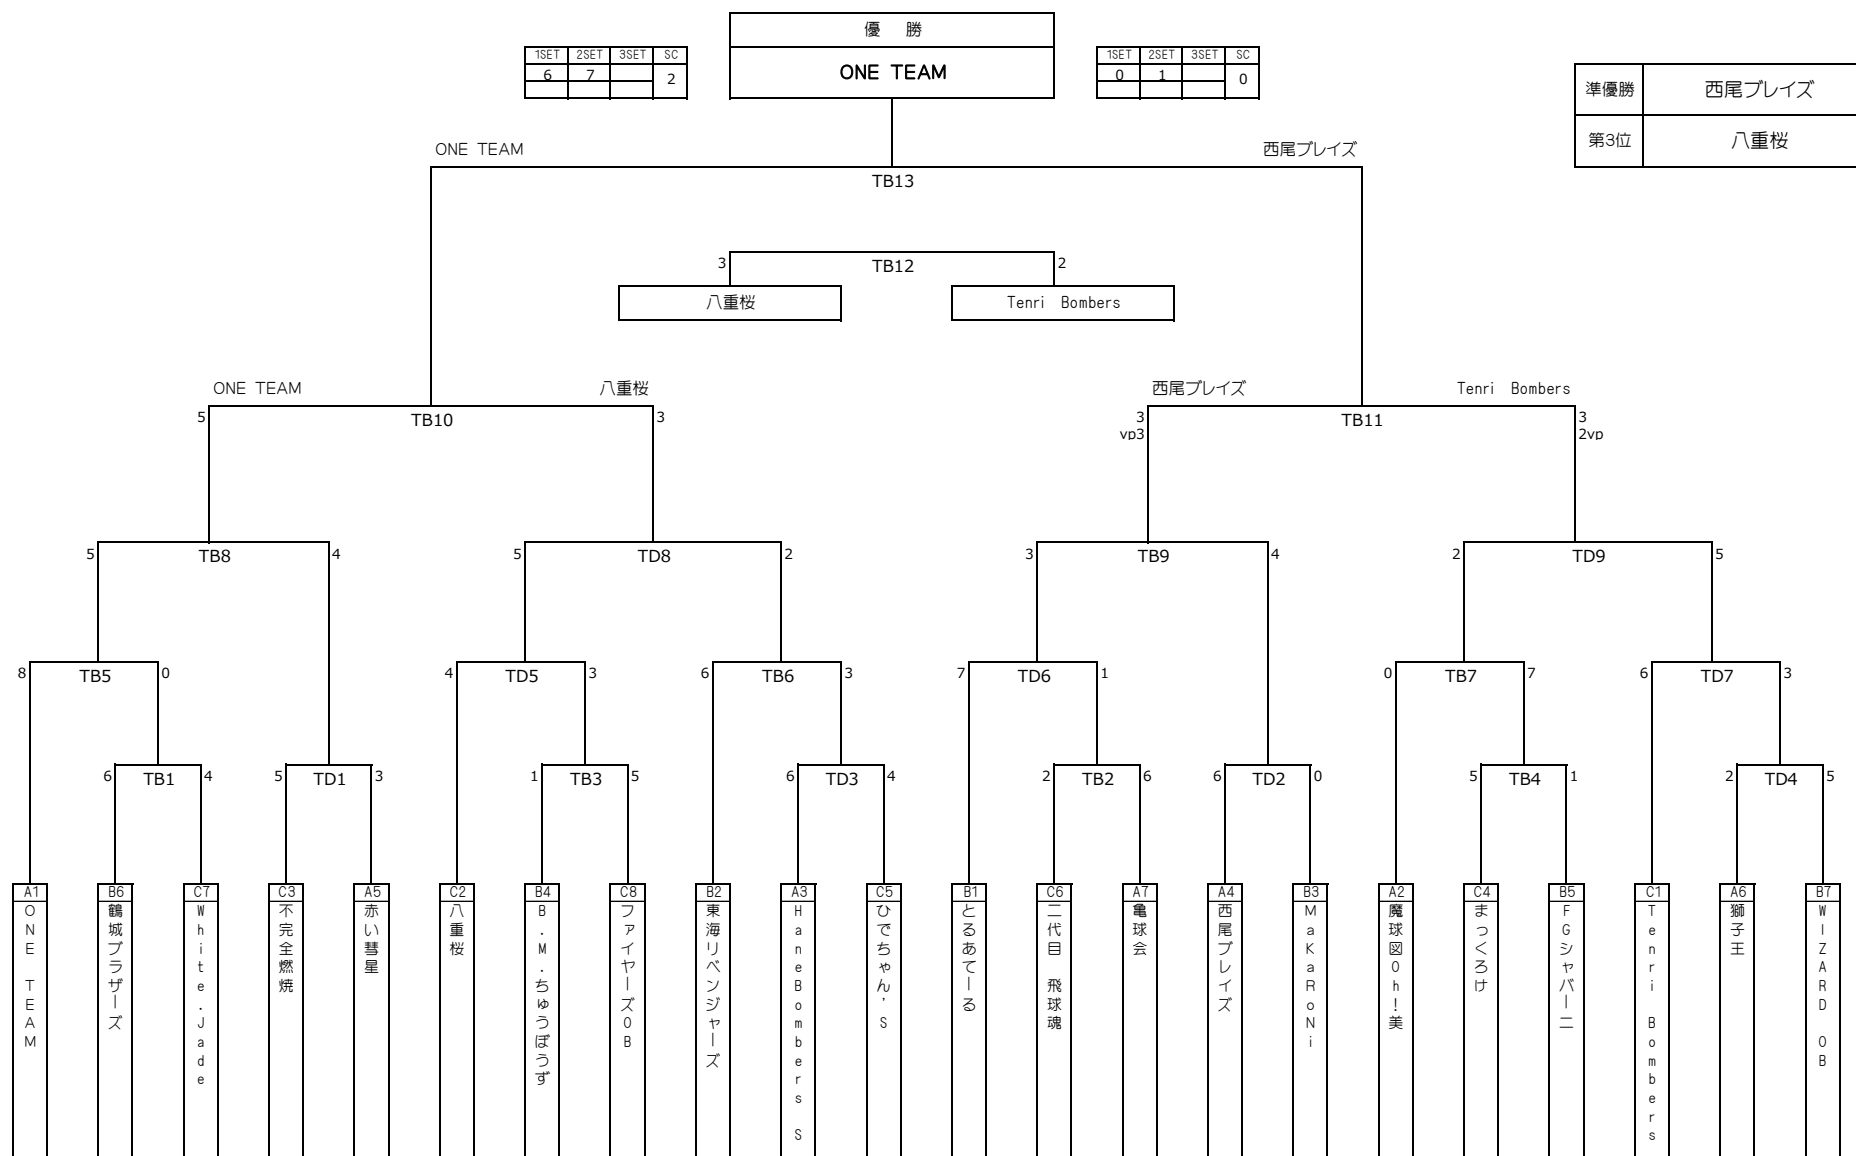 優 勝
1SET 2SET 3SET SC
6 7 2
ONE TEAM
1SET 2SET 3SET SC
0 1 0
準優勝 西尾ブレイズ
第3位 八重桜
ONE TEAM 西尾ブレイズ
TB13
3 TB12 2
八重桜 Tenri Bombers
ONE TEAM 八重桜 西尾ブレイズ Tenri Bombers
5 TB10 3 3 TB11 3
vp3 2vp
5 TB8 4 5 TD8 2 3 TB9 4 2 TD9 5
8 TB5 0 4 TD5 3 6 TB6 3 7 TD6 1 0 TB7 7 6 TD7 3
6 TB1 4 5 TD1 3 1 TB3 5 6 TD3 4 2 TB2 6 6 TD2 0 5 TB4 1 2 TD4 5
A1 ONE TEAM
B6 鶴城ブラザーズ
C7 White.Jade
C3 不完全燃焼
A5 赤い彗星
C2 八重桜
B4 B.M.ちゅうぼうず
C8 ファイヤーズOB
B2 東海リベンジャーズ
A3 HaneBombers S
C5 ひでちゃん'S
B1 とるあてーる
C6 二代目 飛球魂
A7 亀球会
A4 西尾ブレイズ
B3 MaKaRoNi
A2 魔球図Oh!美
C4 まっくろけ
B5 FGシャバーニ
C1 Tenri Bombers
A6 獅子王
B7 WIZARD OB